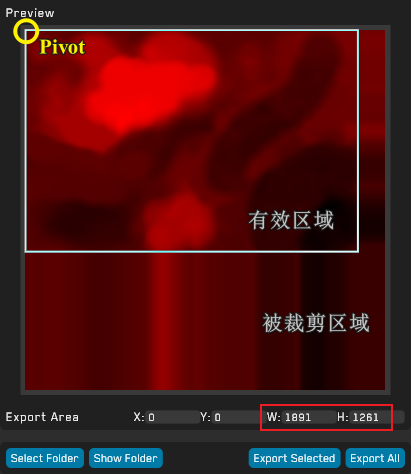 Preview
Pivot
有效区域
被裁剪区域
Export Area X: 0 Y: 0 W: 1891 H: 1261
Select Folder Show Folder Export Selected Export All